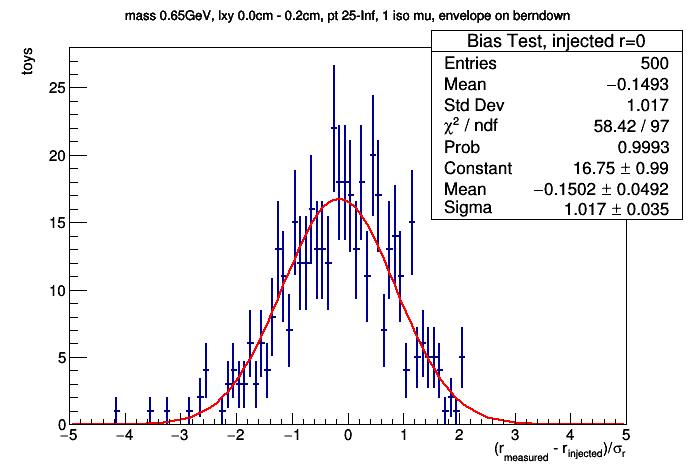 mass 0.65GeV, lxy 0.0cm - 0.2cm, pt 25-Inf, 1 iso mu, envelope on berndown
Bias Test, injected r=0
Entries 500
Mean −0.1493
Std Dev 1.017
χ² / ndf 58.42 / 97
Prob 0.9993
Constant 16.75 ± 0.99
Mean −0.1502 ± 0.0492
Sigma 1.017 ± 0.035
toys
25
20
15
10
5
0
−5 −4 −3 −2 −1 0 1 2 3 4 5
(r_measured - r_injected)/σ_r